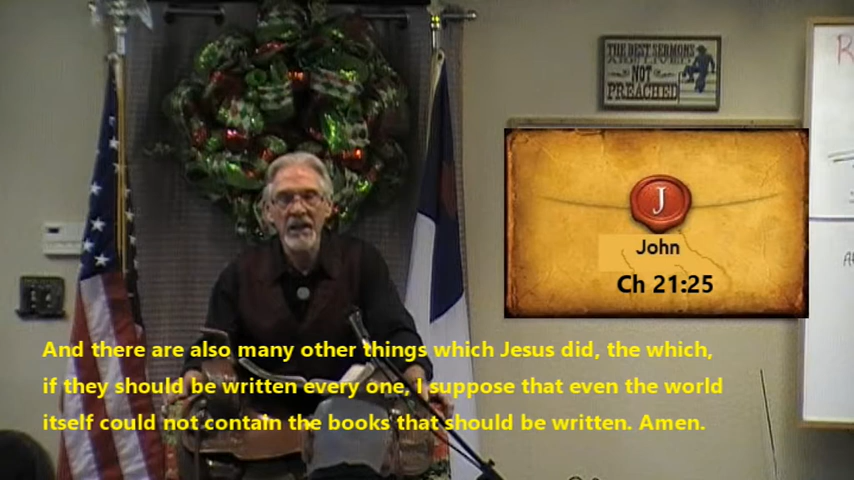 THE BEST SERMONS
ARE LIVED
NOT
PREACHED
J
John
Ch 21:25
And there are also many other things which Jesus did, the which,
if they should be written every one, I suppose that even the world
itself could not contain the books that should be written. Amen.